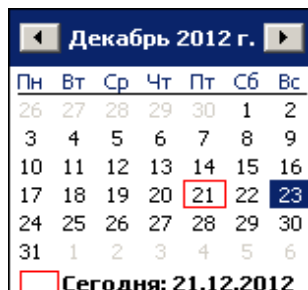 Декабрь 2012 г.
Пн Вт Ср Чт Пт Сб Вс
26 27 28 29 30 1 2
3 4 5 6 7 8 9
10 11 12 13 14 15 16
17 18 19 20 21 22 23
24 25 26 27 28 29 30
31 1 2 3 4 5 6
Сегодня: 21.12.2012